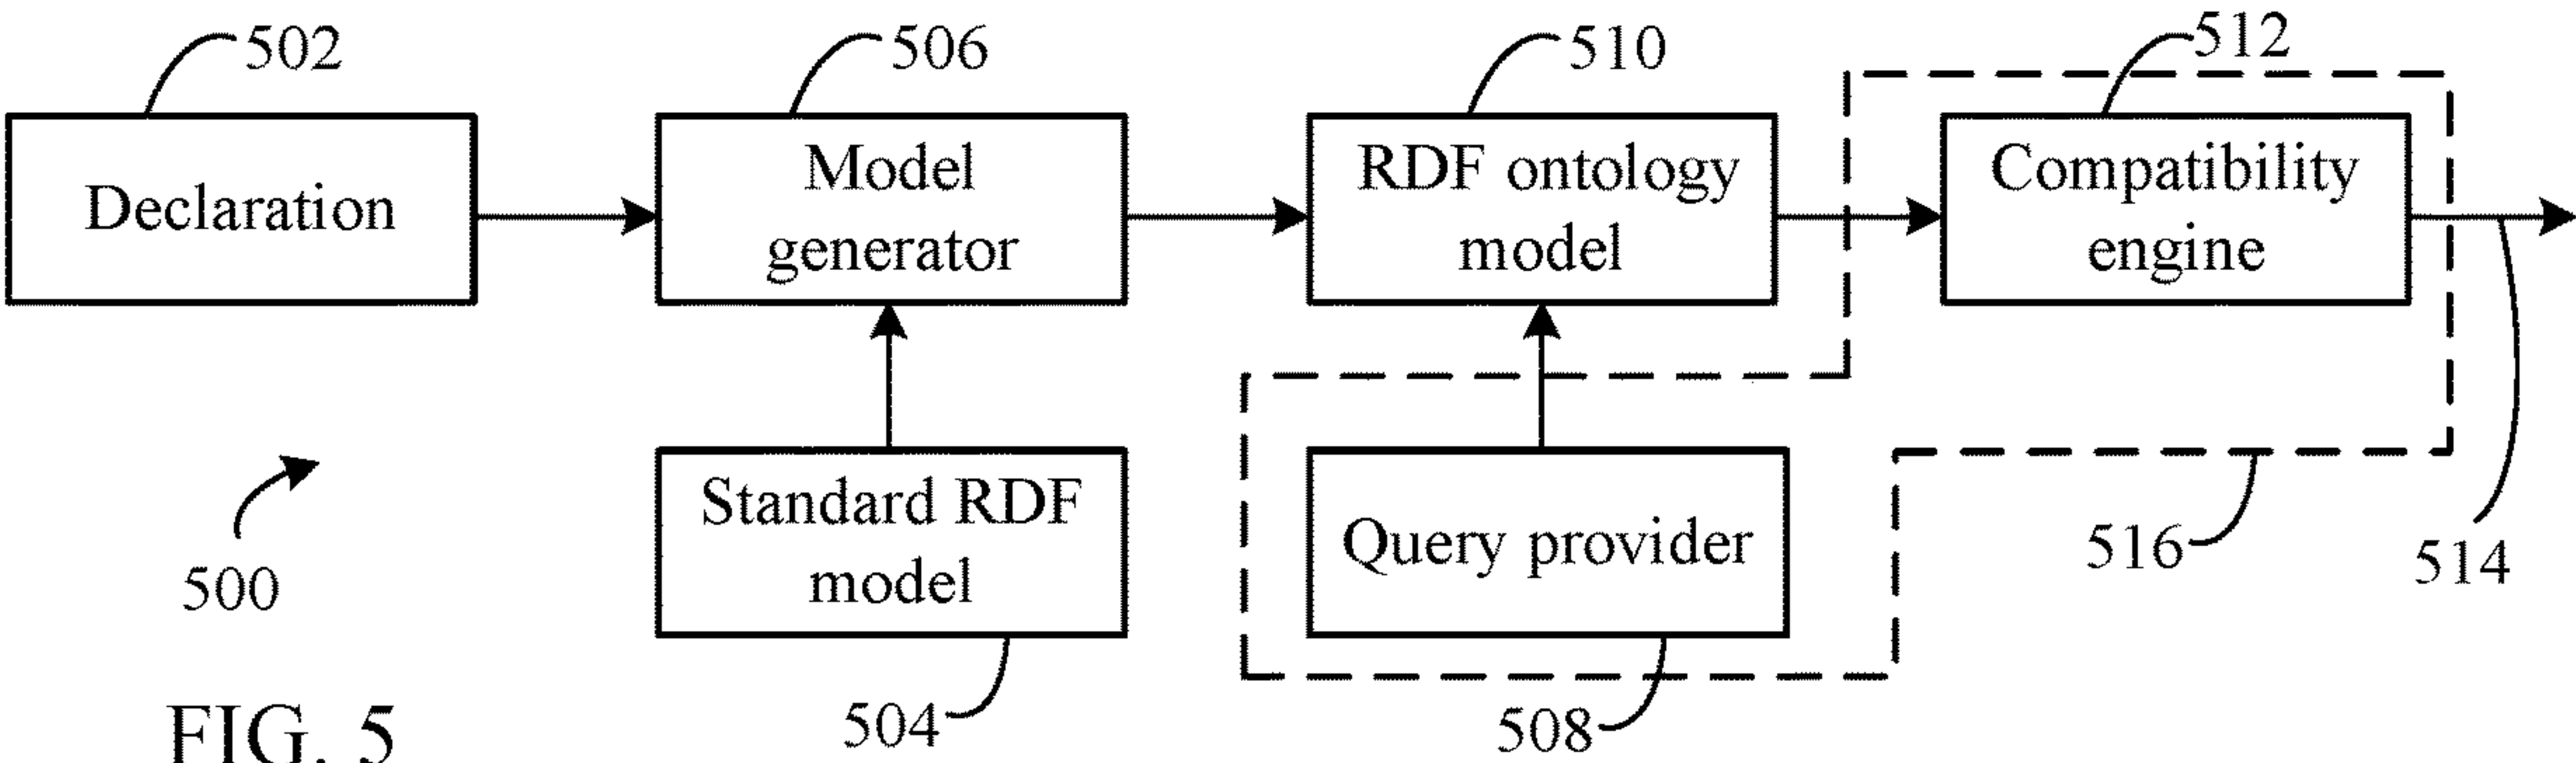 502
506
510
512
Declaration
Model
generator
RDF ontology
model
Compatibility
engine
Standard RDF
model
Query provider
500
516
514
504
508
FIG. 5